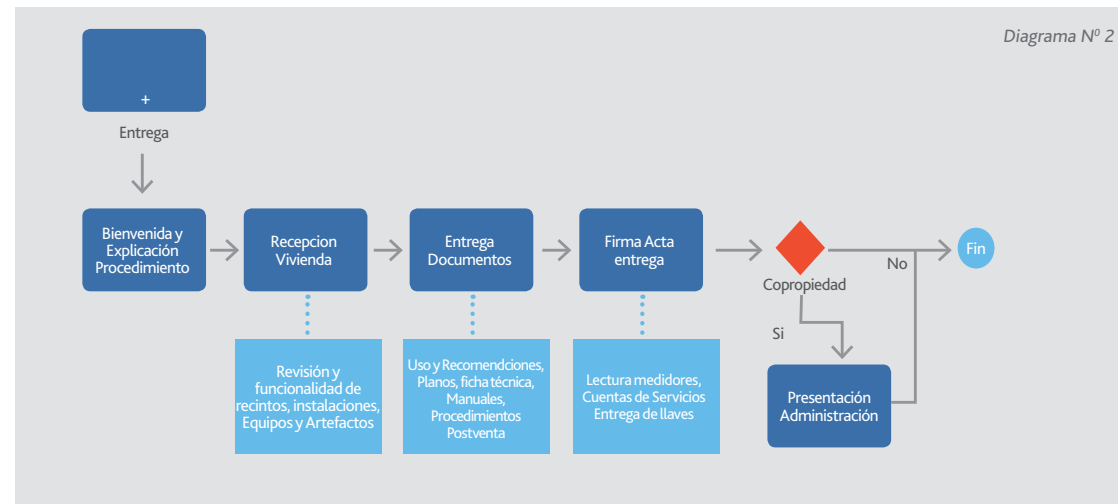 Diagrama Nº 2
+
Entrega
Bienvenida y
Explicación
Procedimiento
Recepcion
Vivienda
Entrega
Documentos
Firma Acta
entrega
Copropiedad
No
Fin
Si
Revisión y
funcionalidad de
recintos, instalaciones,
Equipos y Artefactos
Uso y Recomendciones,
Planos, ficha técnica,
Manuales,
Procedimientos
Postventa
Lectura medidores,
Cuentas de Servicios
Entrega de llaves
Presentación
Administración